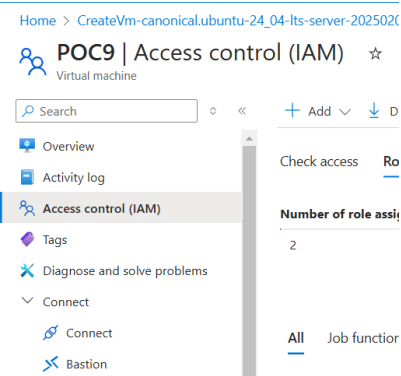 Home > CreateVm-canonical.ubuntu-24_04-lts-server-2025020
POC9 | Access control (IAM)
Virtual machine
Search
Add
Check access
Number of role
2
All Job function
Overview
Activity log
Access control (IAM)
Tags
Diagnose and solve problems
Connect
Connect
Bastion